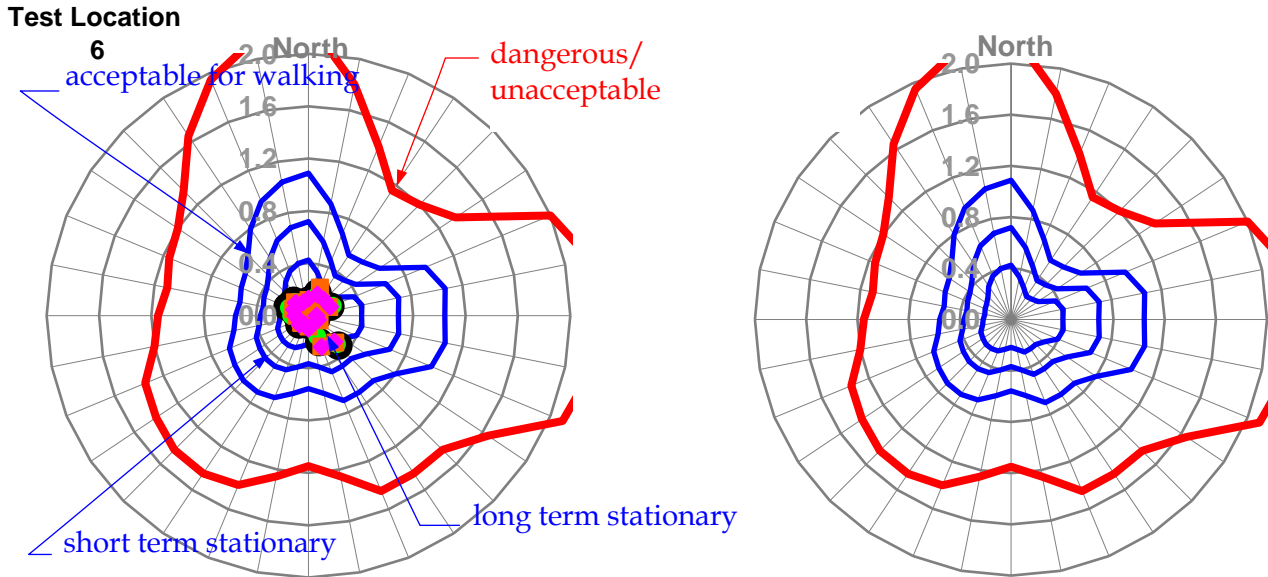 Test Location
6
North
2.0
1.6
1.2
0.8
0.4
0.0
acceptable for walking
dangerous/
unacceptable
long term stationary
short term stationary
North
2.0
1.6
1.2
0.8
0.4
0.0